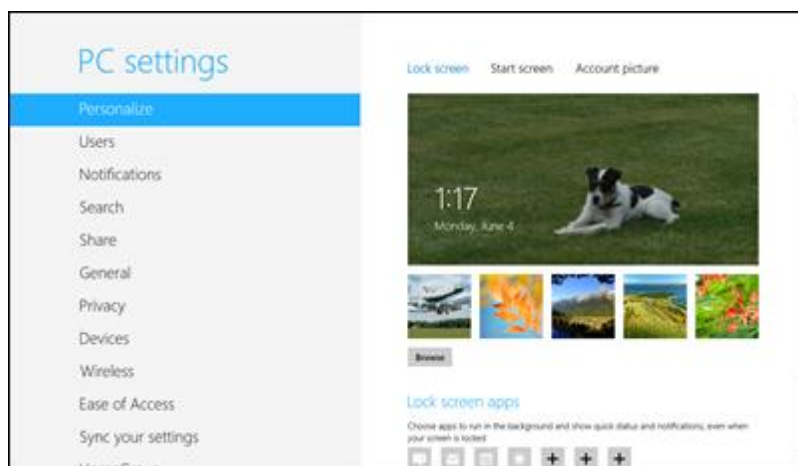 PC settings
Personalize
Users
Notifications
Search
Share
General
Privacy
Devices
Wireless
Ease of Access
Sync your settings
HomeGroup
Lock screen Start screen Account picture
1:17
Monday, June 4
Browse
Lock screen apps
Choose apps to run in the background and show quick status and notifications, even when
your screen is locked